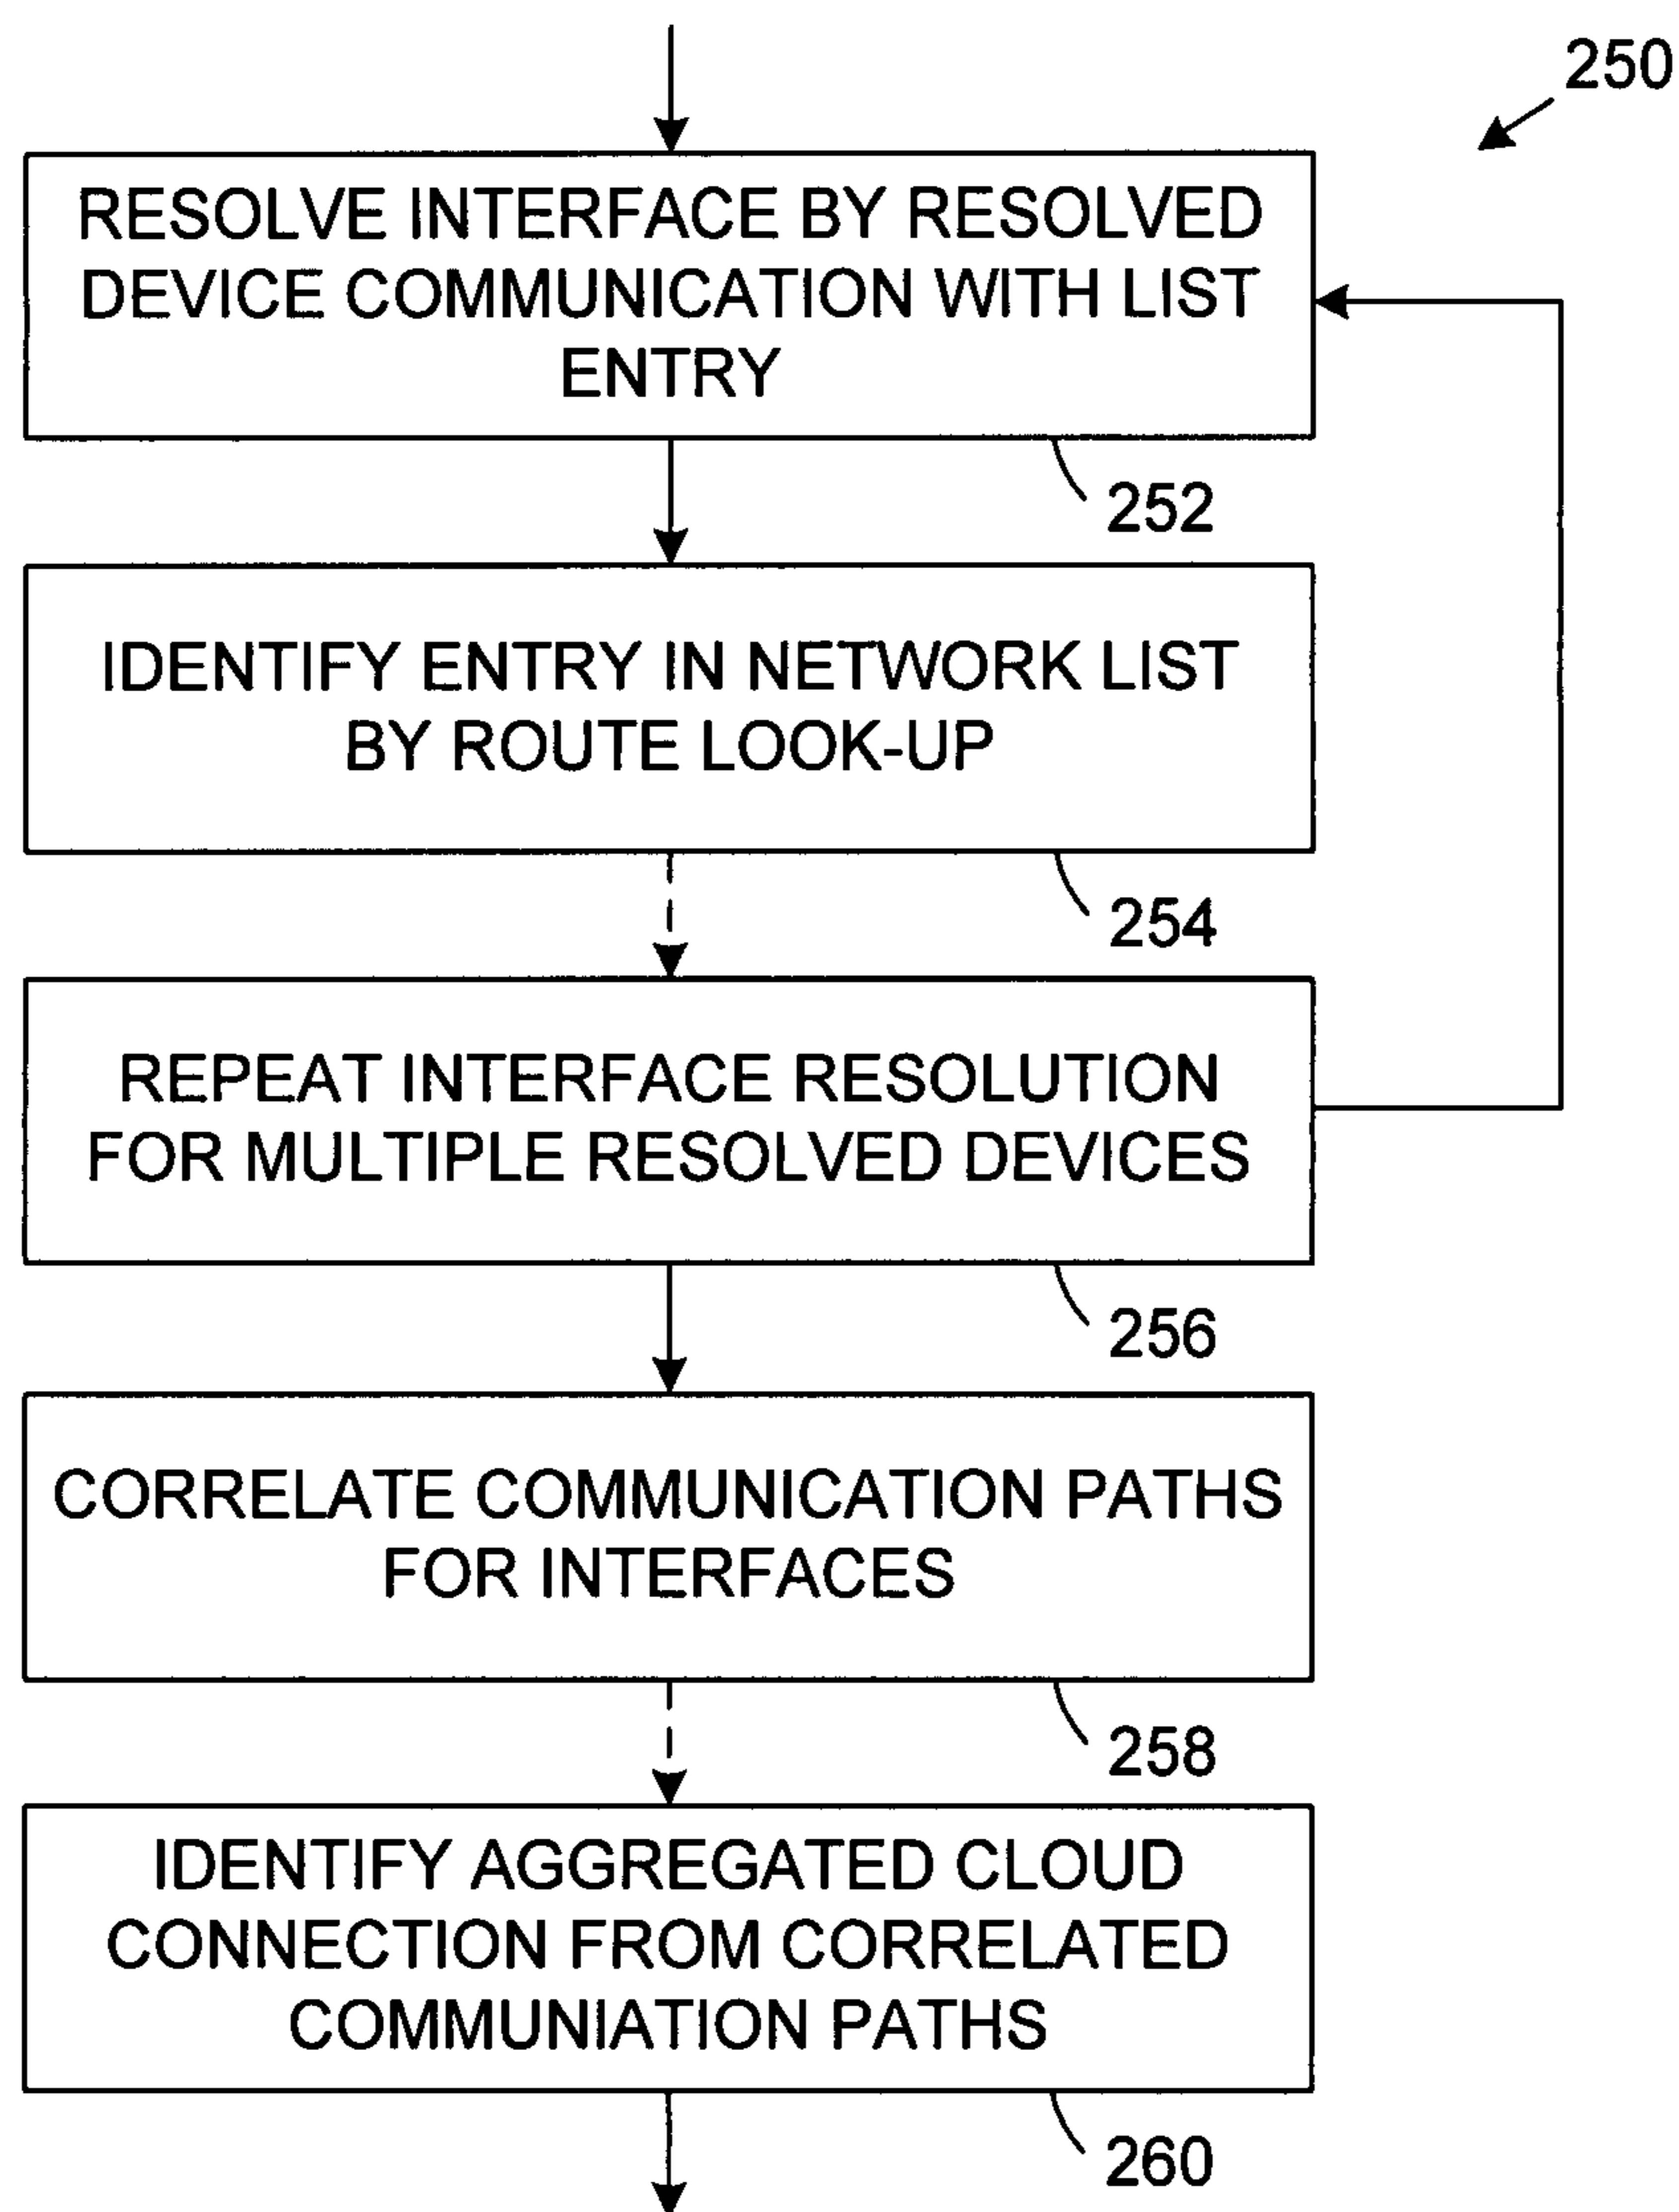 250
RESOLVE INTERFACE BY RESOLVED
DEVICE COMMUNICATION WITH LIST
ENTRY
252
IDENTIFY ENTRY IN NETWORK LIST
BY ROUTE LOOK-UP
254
REPEAT INTERFACE RESOLUTION
FOR MULTIPLE RESOLVED DEVICES
256
CORRELATE COMMUNICATION PATHS
FOR INTERFACES
258
IDENTIFY AGGREGATED CLOUD
CONNECTION FROM CORRELATED
COMMUNIATION PATHS
260